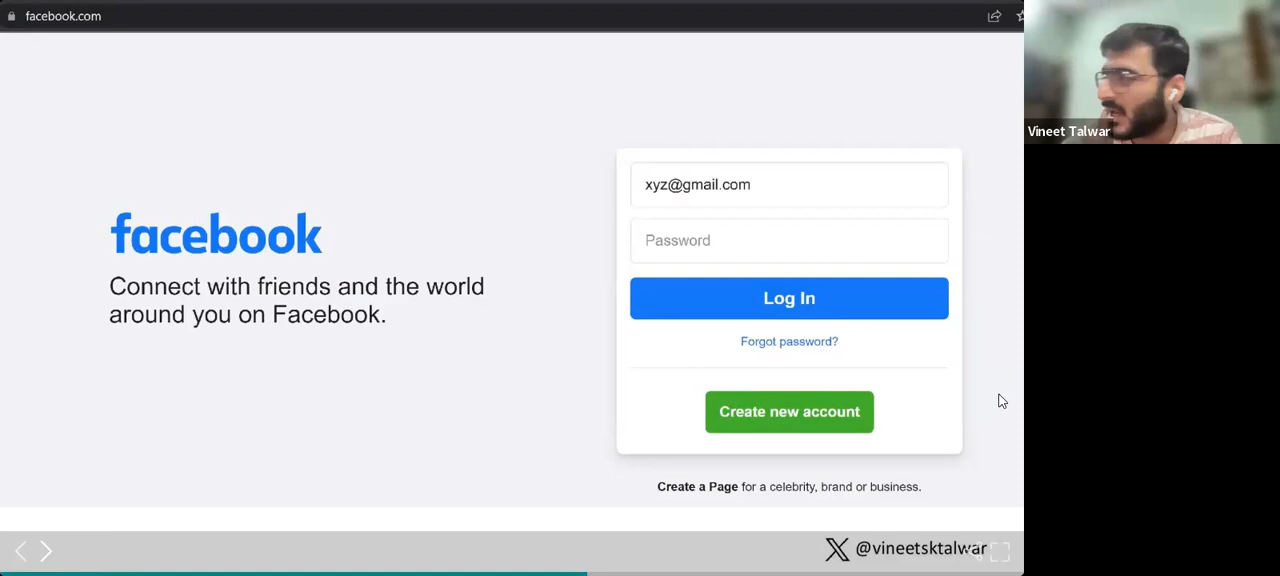 facebook.com
Vineet Talwar
xyz@gmail.com
Password
facebook
Log In
Connect with friends and the world
around you on Facebook.
Forgot password?
Create new account
Create a Page for a celebrity, brand or business.
@vineetsktalwar